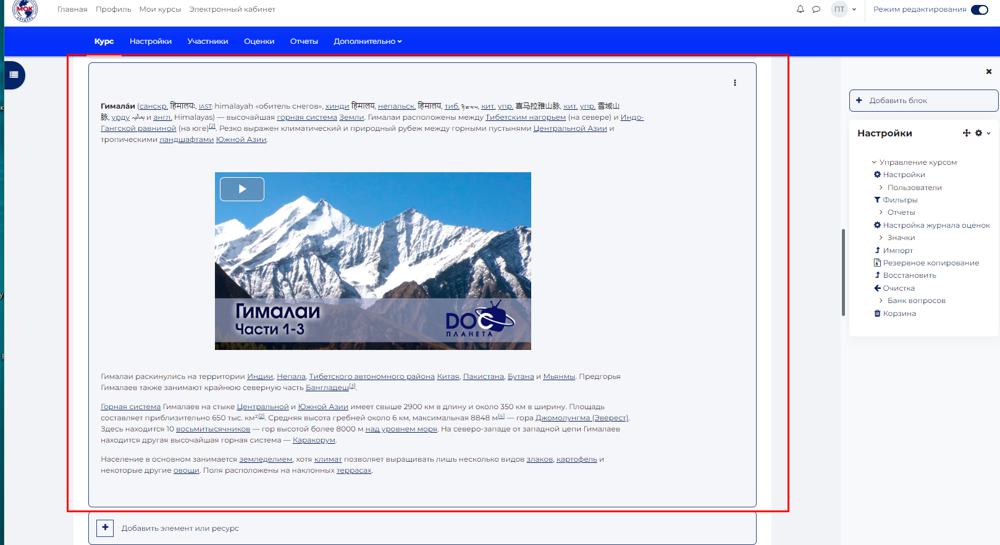 МОК
Главная Профиль Мои курсы Электронный кабинет
ПТ
Режим редактирования
Курс Настройки Участники Оценки Отчеты Дополнительно
Гимала́и (санскр. हिमालयः, IAST: himālayaḥ «обитель снегов», хинди हिमालय, непальск. हिमालय, тиб. кит. упр. 喜马拉雅山脉, кит. упр. 雪域山
脉, урду ہمالیہ и англ. Himalayas) — высочайшая горная система Земли. Гималаи расположены между Тибетским нагорьем (на севере) и Индо-
Гангской равниной (на юге)[2]. Резко выражен климатический и природный рубеж между горными пустынями Центральной Азии и
тропическими ландшафтами Южной Азии.
Гималаи
Части 1-3
DOC
ПЛАНЕТА
Гималаи раскинулись на территории Индии, Непала, Тибетского автономного района Китая, Пакистана, Бутана и Мьянмы. Предгорья
Гималаев также занимают крайнюю северную часть Бангладеш[3].
Горная система Гималаев на стыке Центральной и Южной Азии имеет свыше 2900 км в длину и около 350 км в ширину. Площадь
составляет приблизительно 650 тыс. км²[2]. Средняя высота гребней около 6 км, максимальная 8848 м[4] — гора Джомолунгма (Эверест).
Здесь находится 10 восьмитысячников — гор высотой более 8000 м над уровнем моря. На северо-западе от западной цепи Гималаев
находится другая высочайшая горная система — Каракорум.
Население в основном занимается земледелием, хотя климат позволяет выращивать лишь несколько видов злаков, картофель и
некоторые другие овощи. Поля расположены на наклонных террасах.
Добавить элемент или ресурс
Добавить блок
Настройки
Управление курсом
Настройки
Пользователи
Фильтры
Отчеты
Настройка журнала оценок
Значки
Импорт
Резервное копирование
Восстановить
Очистка
Банк вопросов
Корзина